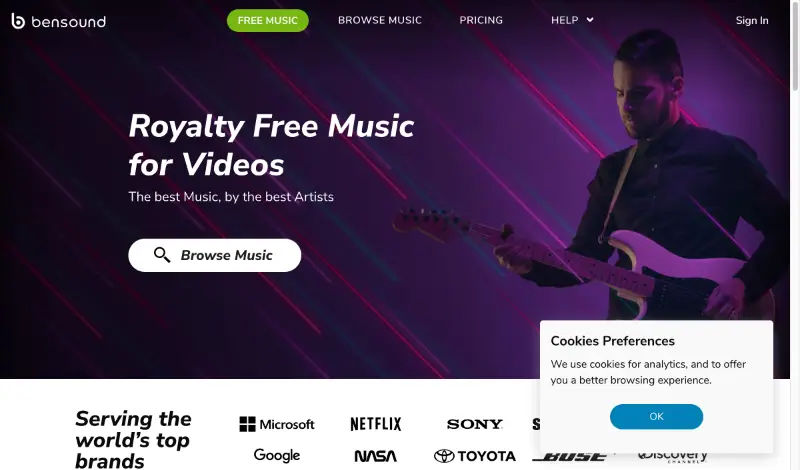 bensound
FREE MUSIC
BROWSE MUSIC
PRICING
HELP
Sign In
Royalty Free Music
for Videos
The best Music, by the best Artists
Browse Music
Cookies Preferences
We use cookies for analytics, and to offer
you a better browsing experience.
OK
Serving the
world's top
brands
Microsoft
NETFLIX
SONY
Google
NASA
TOYOTA
BOSE
Discovery
CHANNEL